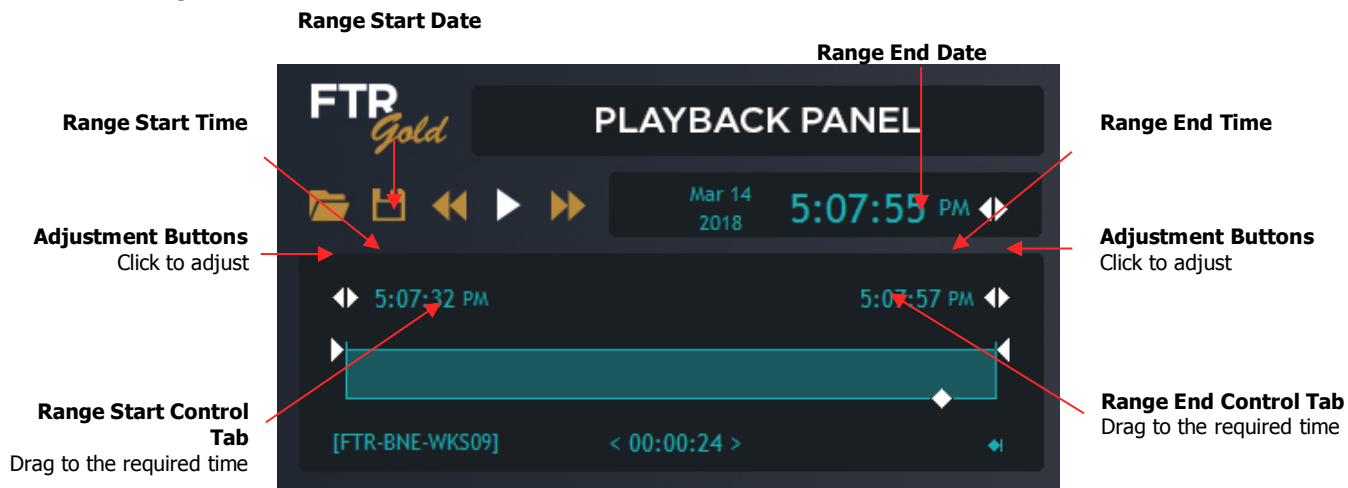 Range Start Date
Range End Date
FTR
Gold
PLAYBACK PANEL
Range Start Time
Range End Time
Mar 14
2018
5:07:55 PM
Adjustment Buttons
Click to adjust
Adjustment Buttons
Click to adjust
5:07:32 PM
5:07:57 PM
Range Start Control
Tab
Drag to the required time
Range End Control Tab
Drag to the required time
[FTR-BNE-WKS09]
< 00:00:24 >